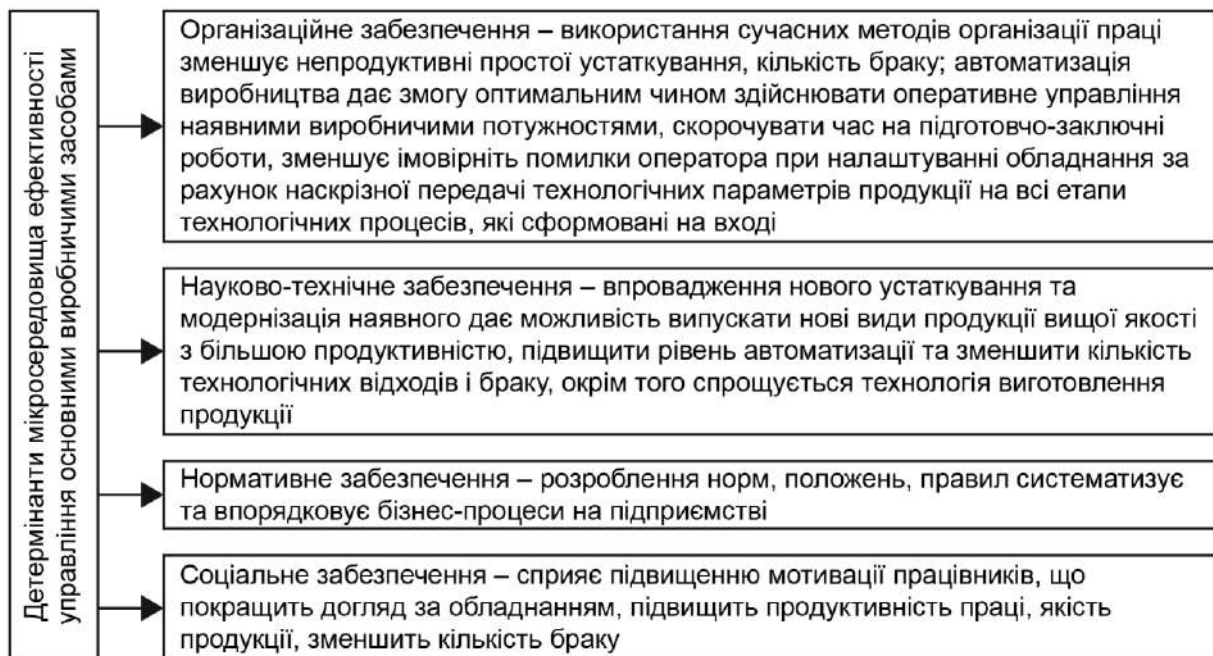 Детермінанти мікросередовища ефективності
управління основними виробничими засобами
Організаційне забезпечення – використання сучасних методів організації праці
зменшує непродуктивні простої устаткування, кількість браку; автоматизація
виробництва дає змогу оптимальним чином здійснювати оперативне управління
наявними виробничими потужностями, скорочувати час на підготовчо-заключні
роботи, зменшує імовірніть помилки оператора при налаштуванні обладнання за
рахунок наскрізної передачі технологічних параметрів продукції на всі етапи
технологічних процесів, які сформовані на вході
Науково-технічне забезпечення – впровадження нового устаткування та
модернізація наявного дає можливість випускати нові види продукції вищої якості
з більшою продуктивністю, підвищити рівень автоматизації та зменшити кількість
технологічних відходів і браку, окрім того спрощується технологія виготовлення
продукції
Нормативне забезпечення – розроблення норм, положень, правил систематизує
та впорядковує бізнес-процеси на підприємстві
Соціальне забезпечення – сприяє підвищенню мотивації працівників, що
покращить догляд за обладнанням, підвищить продуктивність праці, якість
продукції, зменшить кількість браку